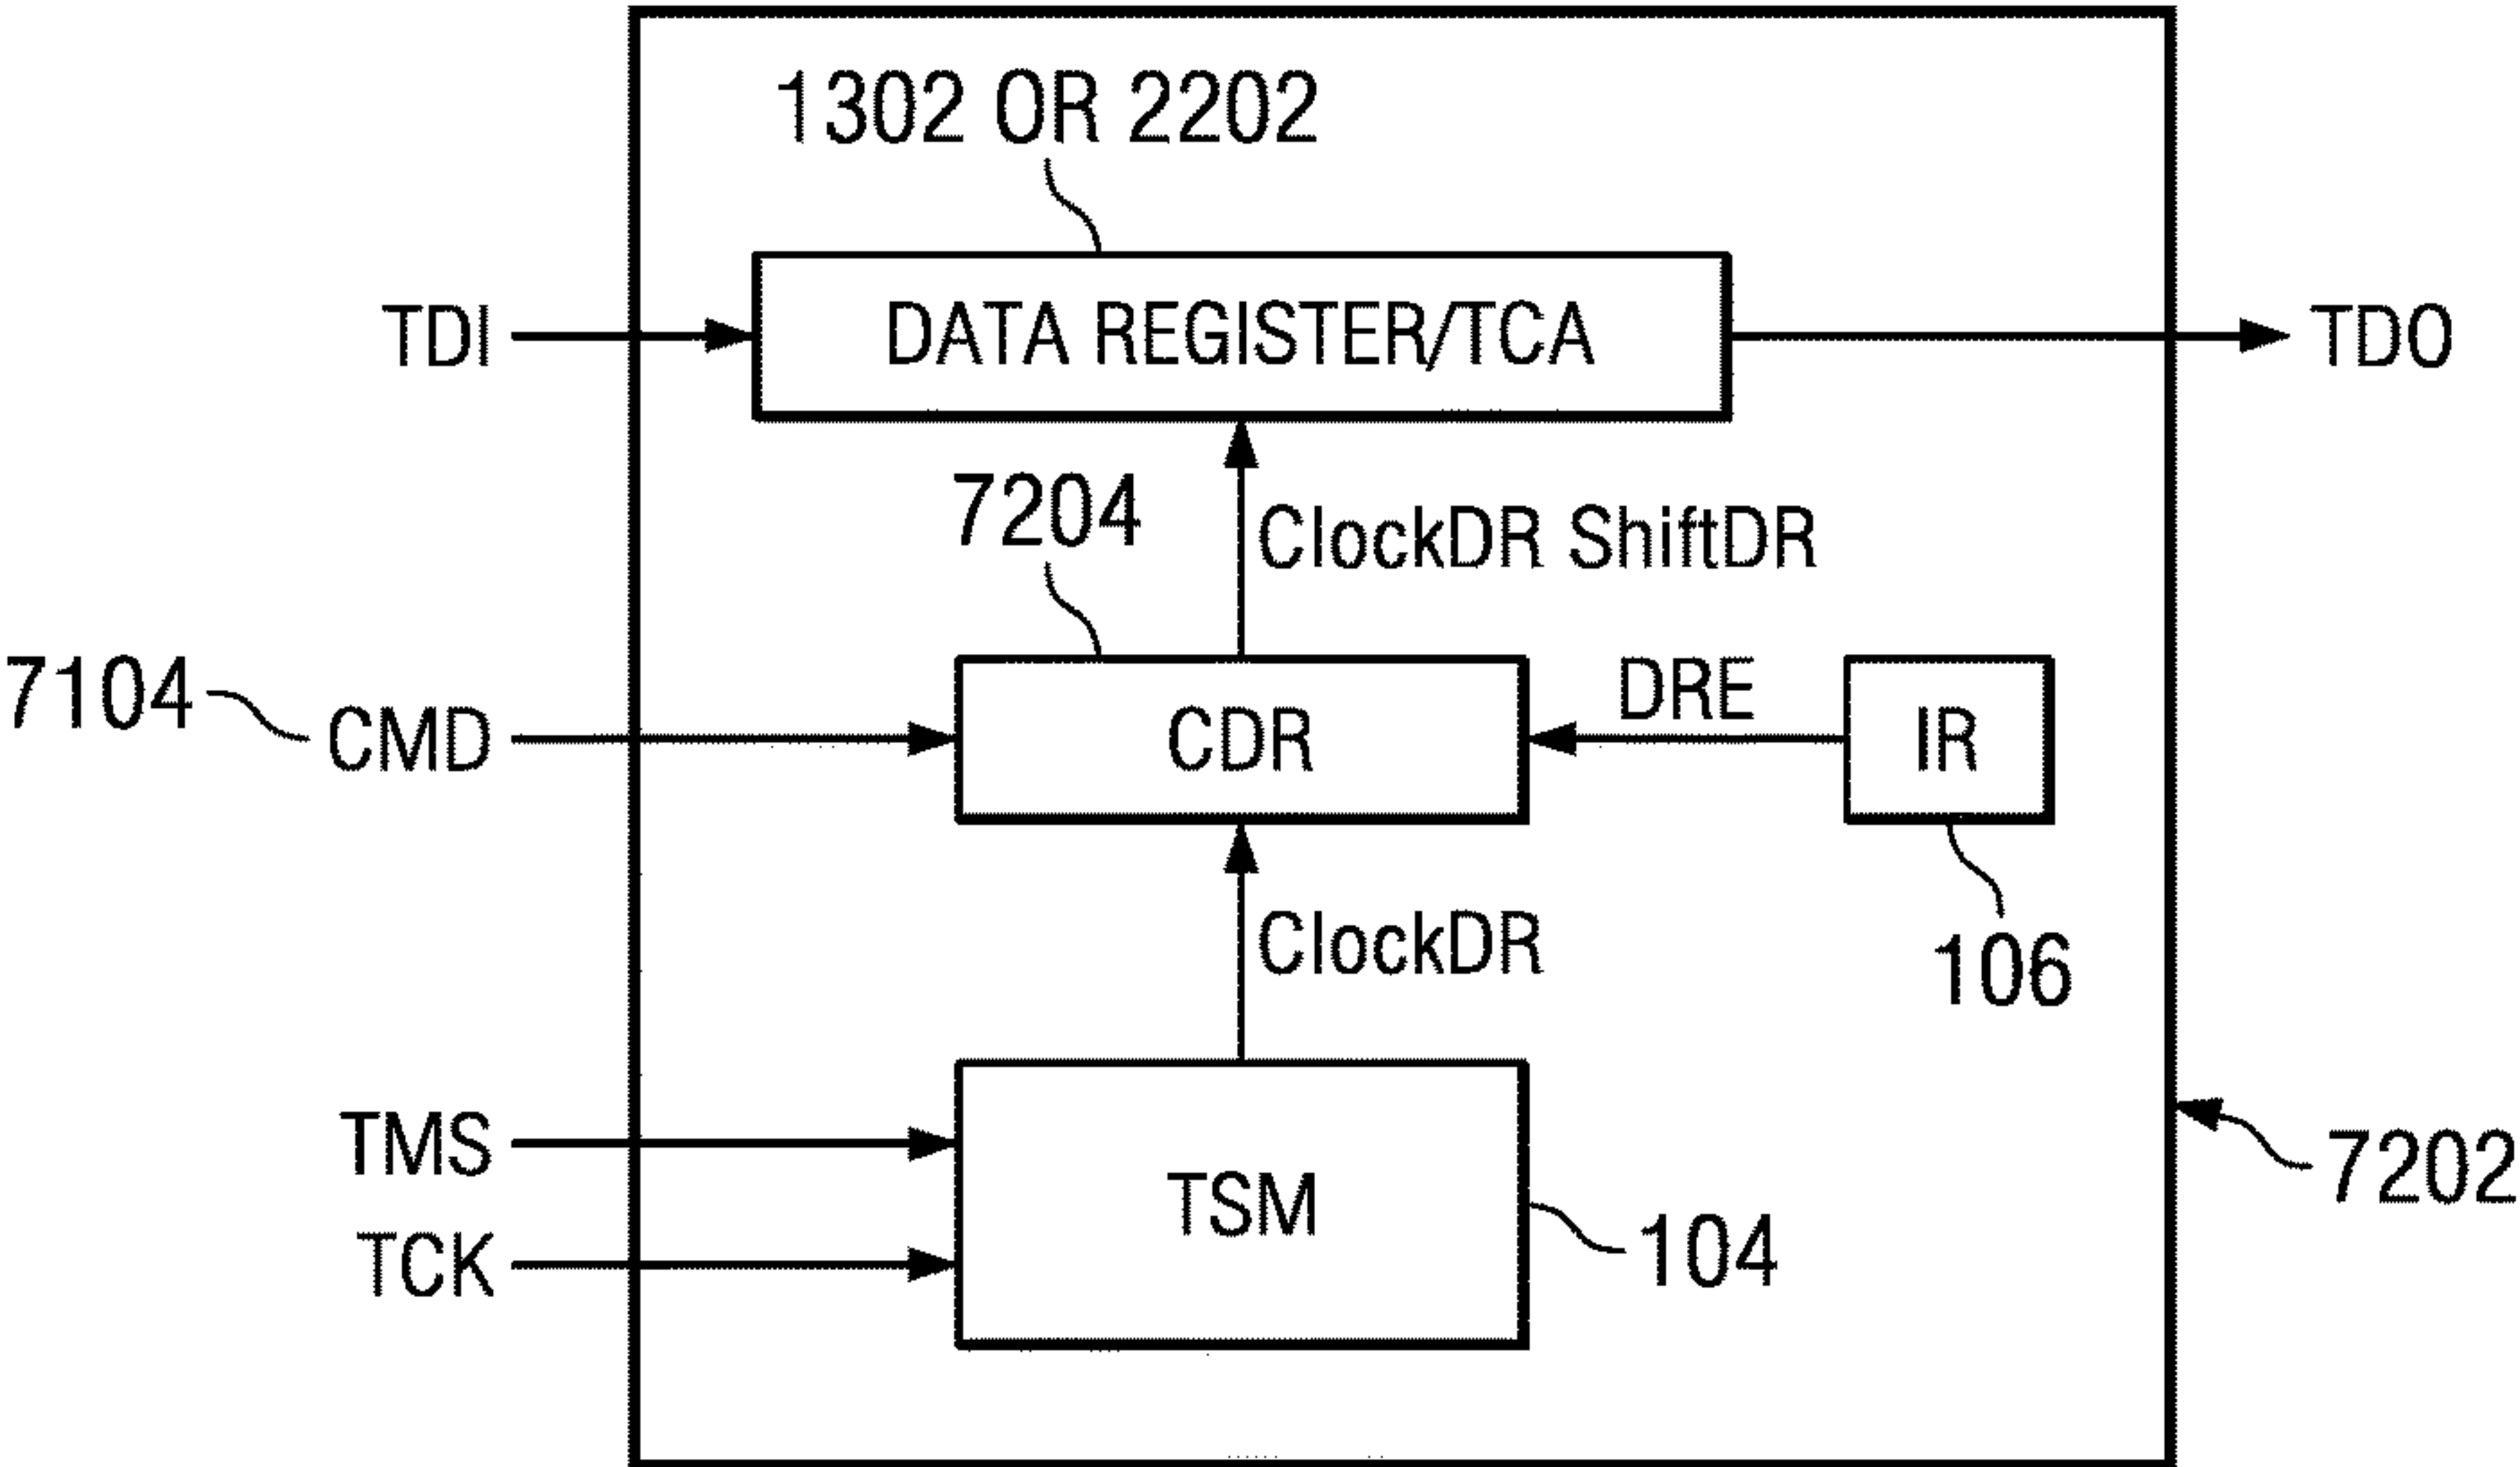 1302 OR 2202
TDI
DATA REGISTER/TCA
TDO
7204
ClockDR ShiftDR
7104
CMD
CDR
DRE
IR
ClockDR
106
TMS
TCK
TSM
104
7202